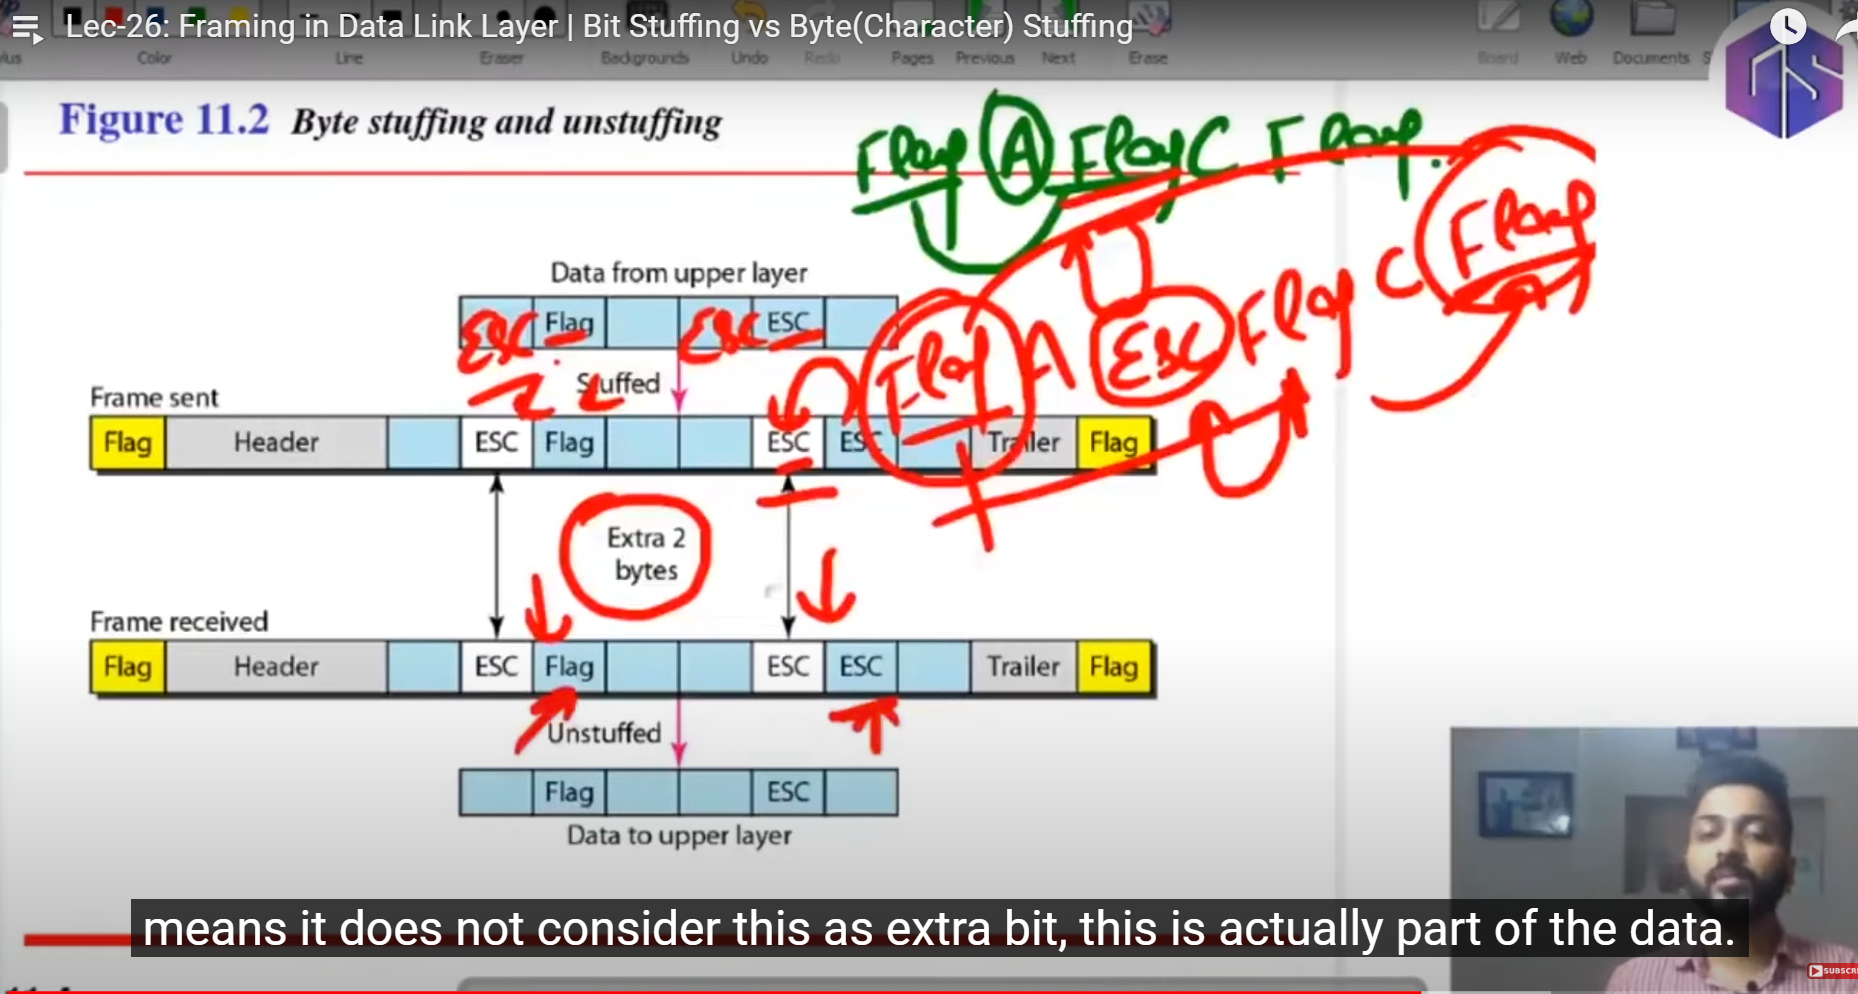 Lec-26: Framing in Data Link Layer | Bit Stuffing vs Byte(Character) Stuffing
Color Line Eraser Backgrounds Undo Redo Pages Previous Next Erase Board Web Documents
Figure 11.2 Byte stuffing and unstuffing
Flag A Flag C Flag.
Data from upper layer
Flag ESC
ESC ESC
Flag A ESC Flag C Flag
Stuffed
Frame sent
Flag Header ESC Flag ESC ESC Trailer Flag
Extra 2
bytes
Frame received
Flag Header ESC Flag ESC ESC Trailer Flag
Unstuffed
Flag ESC
Data to upper layer
means it does not consider this as extra bit, this is actually part of the data.